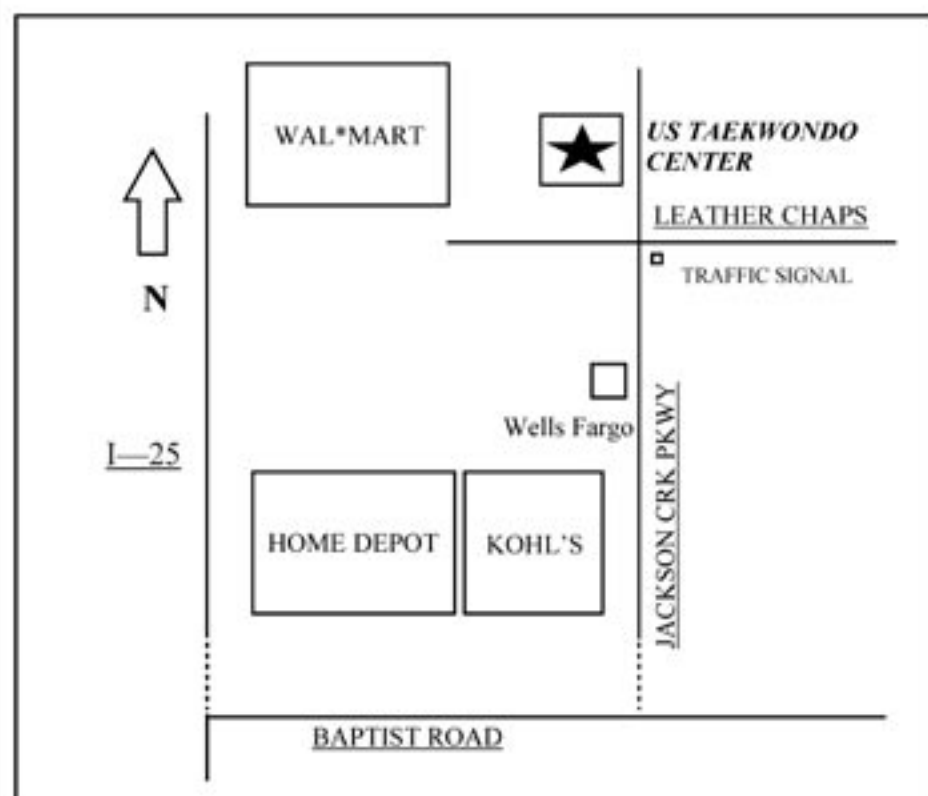 WAL*MART
US TAEKWONDO
CENTER
LEATHER CHAPS
TRAFFIC SIGNAL
N
Wells Fargo
I—25
JACKSON CRK PKWY
HOME DEPOT
KOHL'S
BAPTIST ROAD